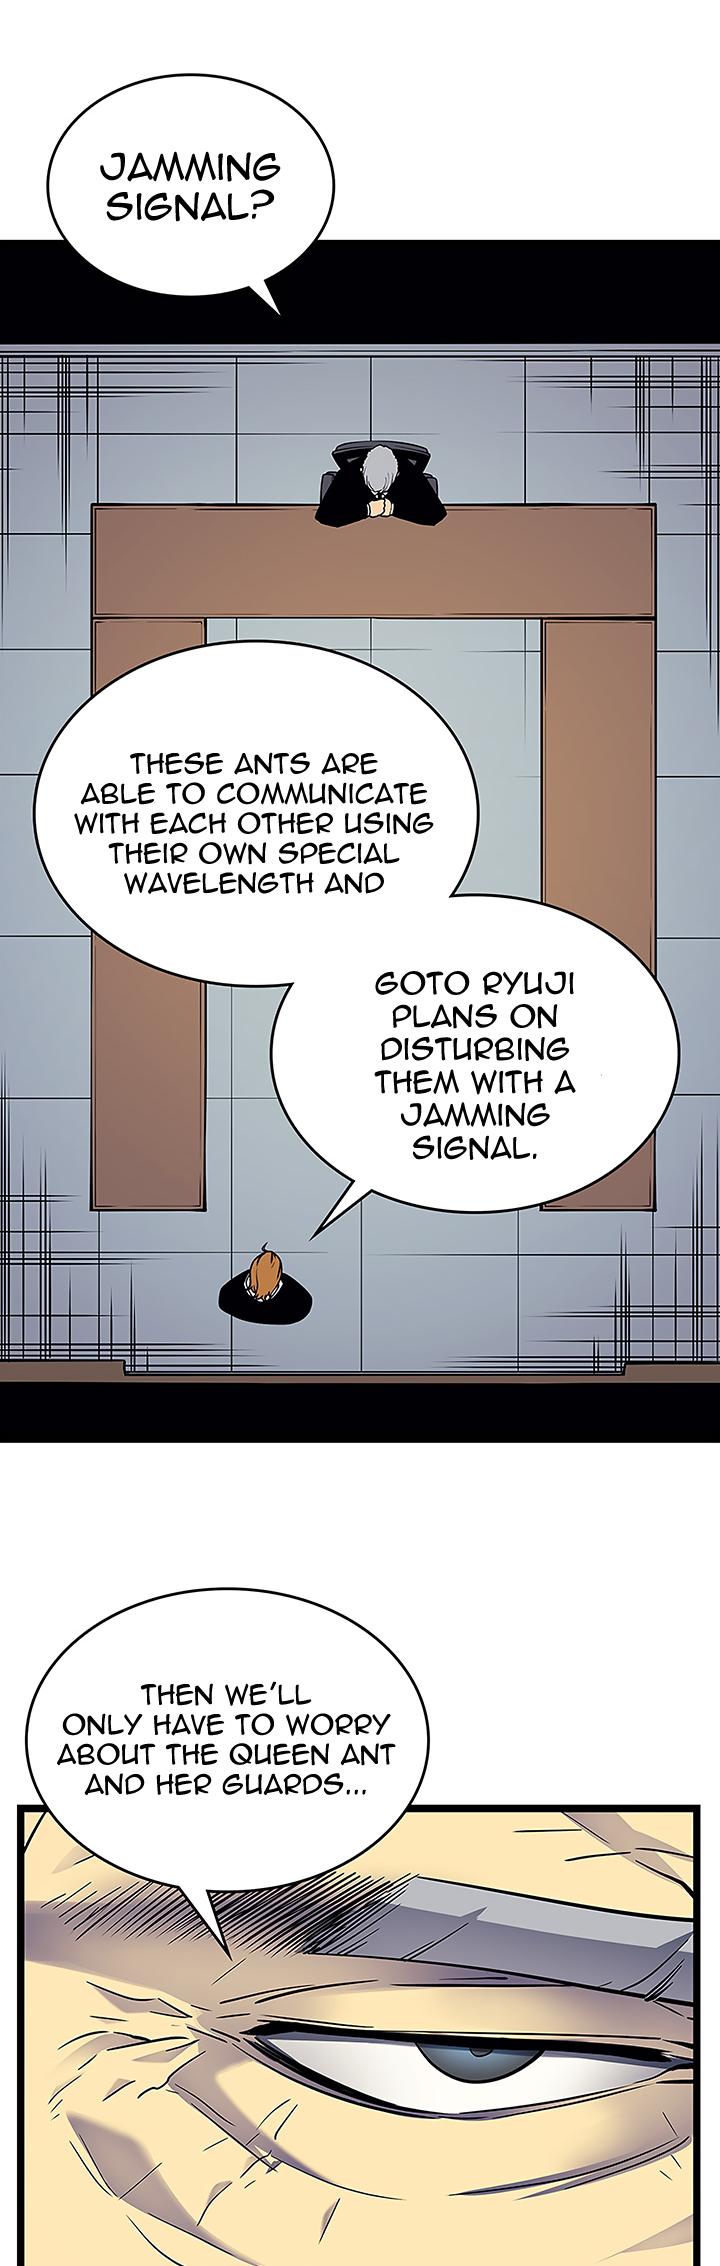 JAMMING
SIGNAL?
THESE ANTS ARE
ABLE TO COMMUNICATE
WITH EACH OTHER USING
THEIR OWN SPECIAL
WAVELENGTH AND
GOTO RYUJI
PLANS ON
DISTURBING
THEM WITH A
JAMMING
SIGNAL.
THEN WE'LL
ONLY HAVE TO WORRY
ABOUT THE QUEEN ANT
AND HER GUARDS...